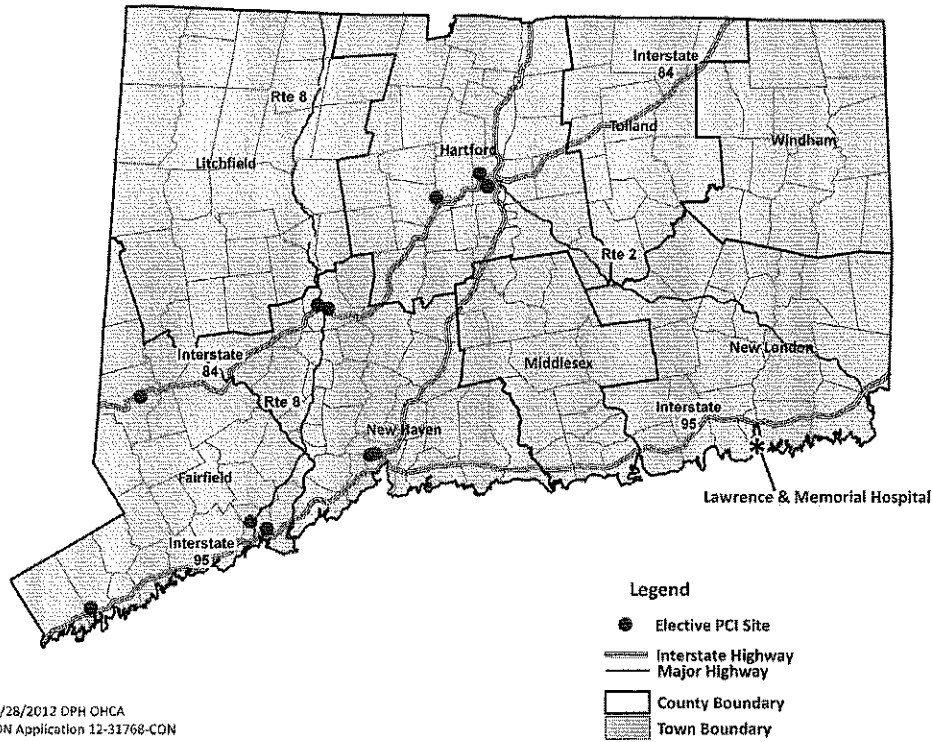 Interstate
84
Rte 8
Tolland
Windham
Hartford
Litchfield
Rte 2
Interstate
84
Middlesex
New London
Rte 8
Interstate
95
New Haven
Fairfield
Lawrence & Memorial Hospital
Interstate
95
Legend
Elective PCI Site
Interstate Highway
Major Highway
County Boundary
Town Boundary
/28/2012 DPH OHCA
ON Application 12-31768-CON